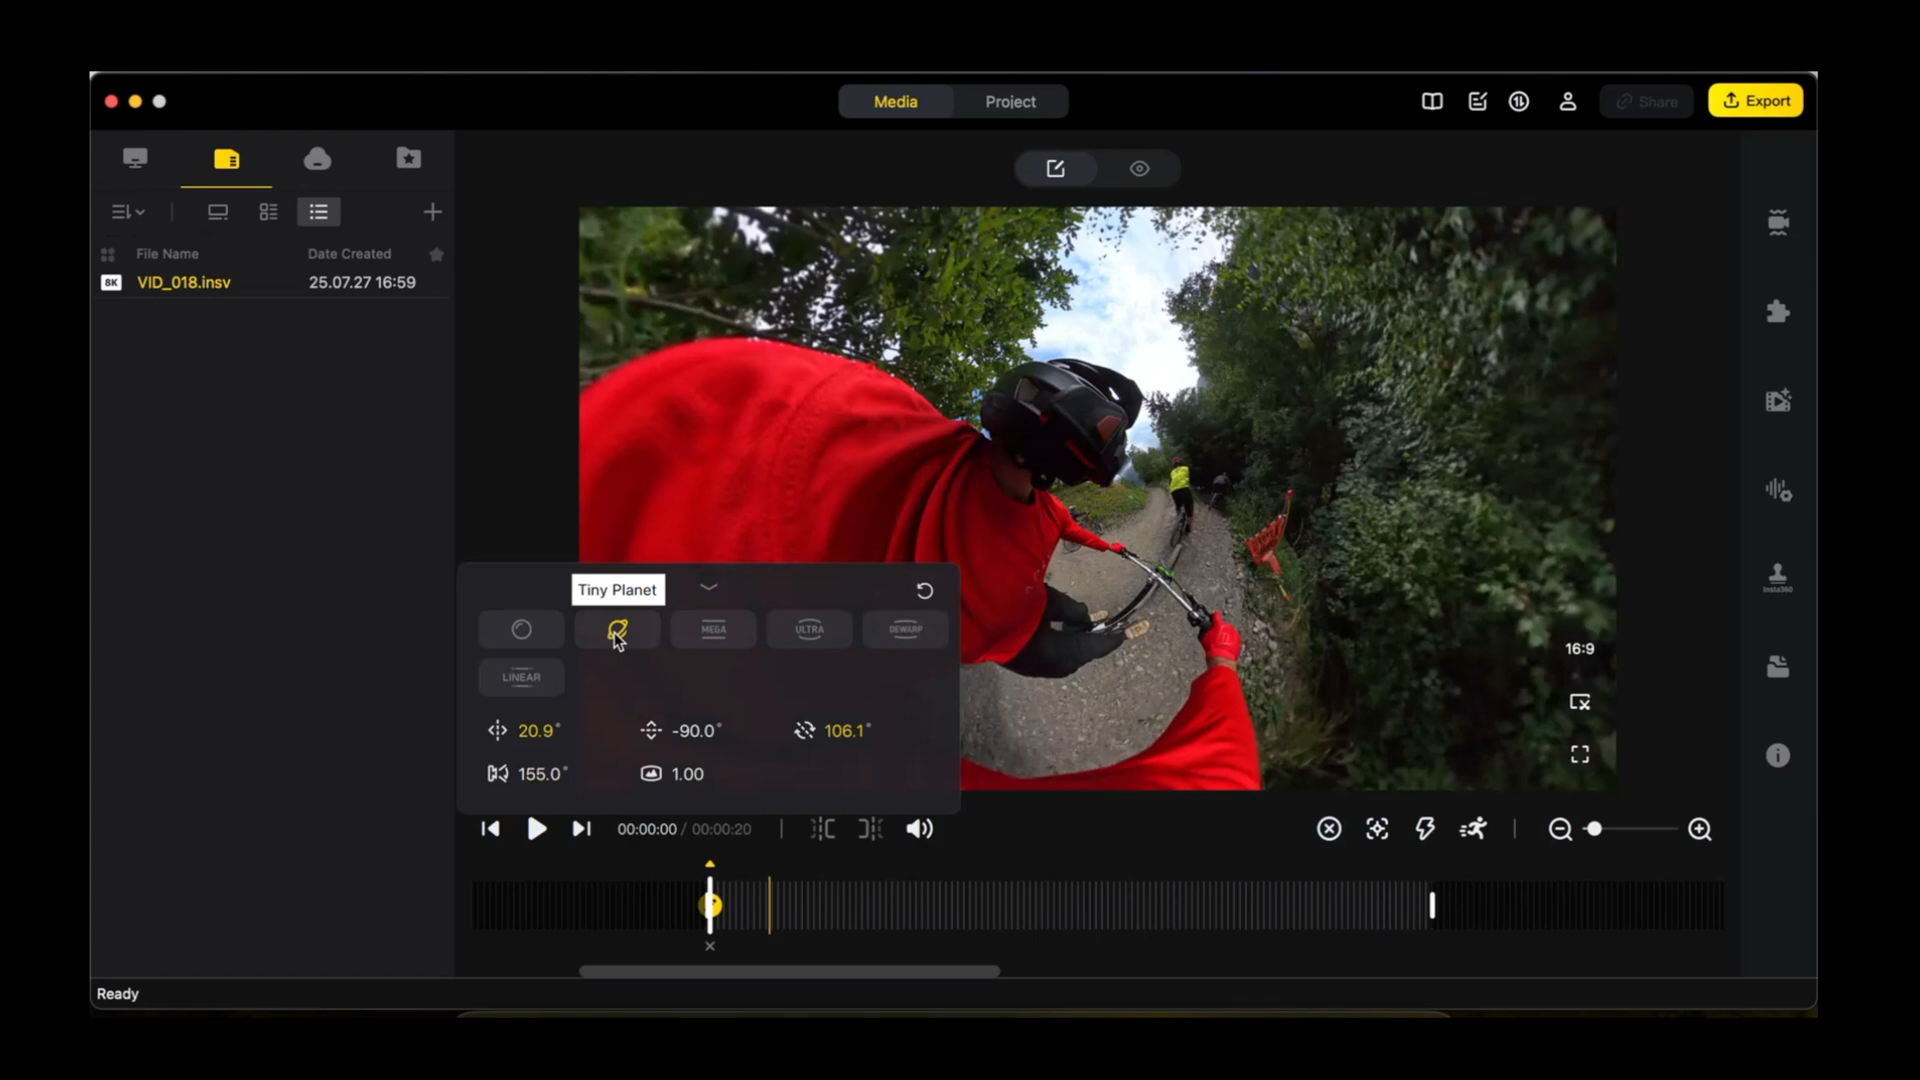 Media
Project
Share
Export
File Name
Date Created
8K
VID_018.insv
25.07.27 16:59
Tiny Planet
MEGA
ULTRA
DEWARP
LINEAR
20.9°
-90.0°
106.1°
155.0°
1.00
16:9
Insta360
00:00:00 / 00:00:20
Ready